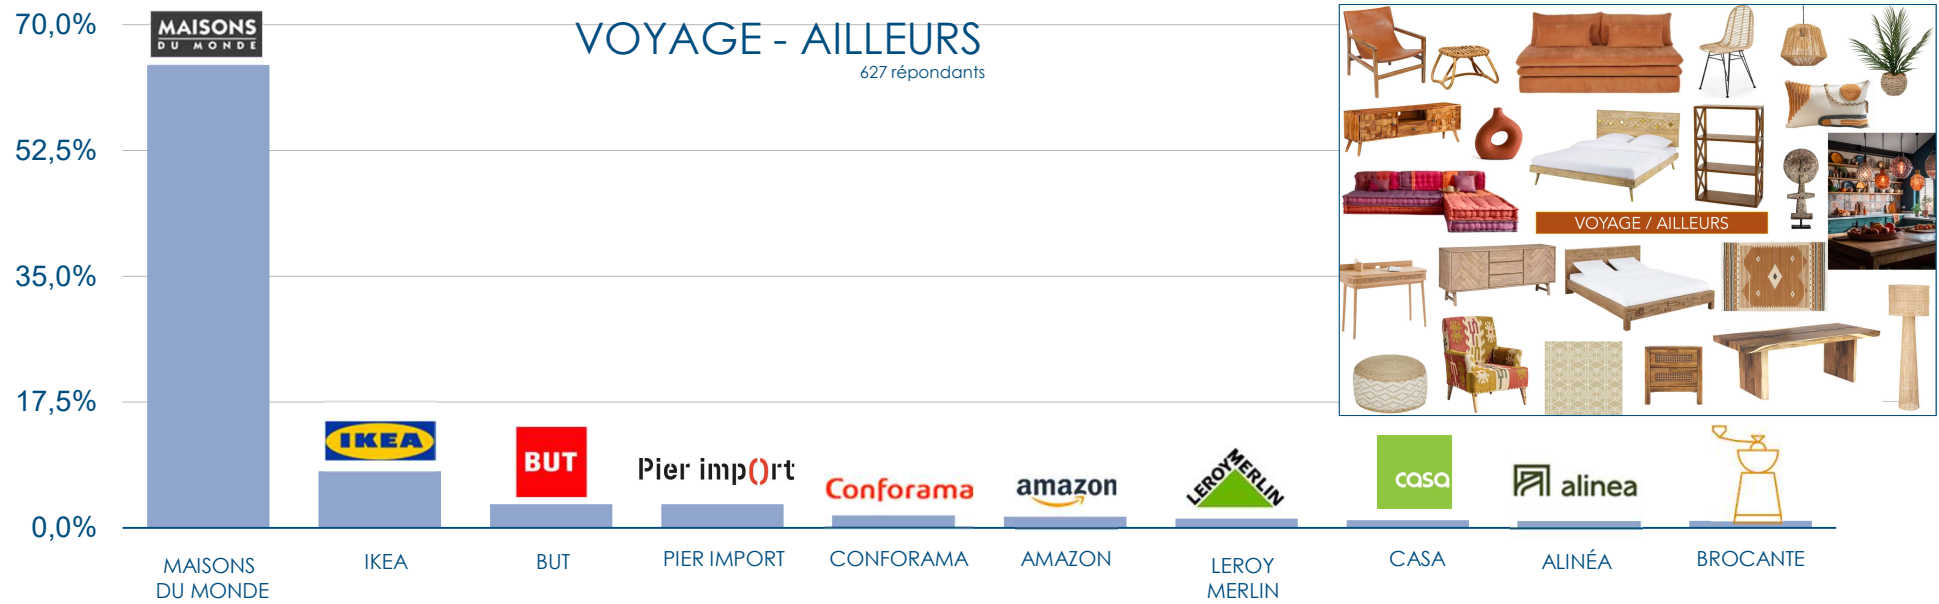 VOYAGE - AILLEURS
627 répondants
70,0%
52,5%
35,0%
17,5%
0,0%
MAISONS
DU MONDE
IKEA
BUT
Pier import
Conforama
amazon
LEROY MERLIN
casa
alinea
VOYAGE / AILLEURS
MAISONS
DU MONDE
IKEA
BUT
PIER IMPORT
CONFORAMA
AMAZON
LEROY
MERLIN
CASA
ALINÉA
BROCANTE